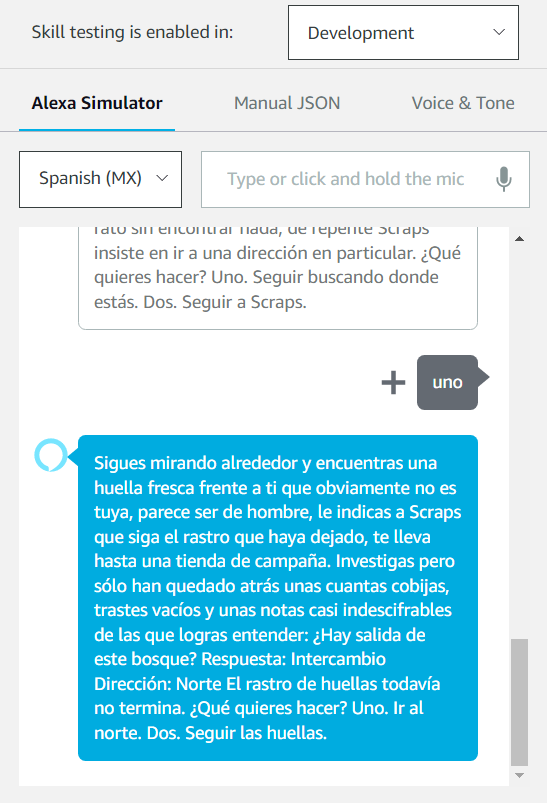 Skill testing is enabled in:
Development
Alexa Simulator
Manual JSON
Voice & Tone
Spanish (MX)
Type or click and hold the mic
rato sin encontrar nada, de repente Scraps
insiste en ir a una dirección en particular. ¿Qué
quieres hacer? Uno. Seguir buscando donde
estás. Dos. Seguir a Scraps.
uno
Sigues mirando alrededor y encuentras una
huella fresca frente a ti que obviamente no es
tuya, parece ser de hombre, le indicas a Scraps
que siga el rastro que haya dejado, te lleva
hasta una tienda de campaña. Investigas pero
sólo han quedado atrás unas cuantas cobijas,
trastes vacíos y unas notas casi indescifrables
de las que logras entender: ¿Hay salida de
este bosque? Respuesta: Intercambio
Dirección: Norte El rastro de huellas todavía
no termina. ¿Qué quieres hacer? Uno. Ir al
norte. Dos. Seguir las huellas.